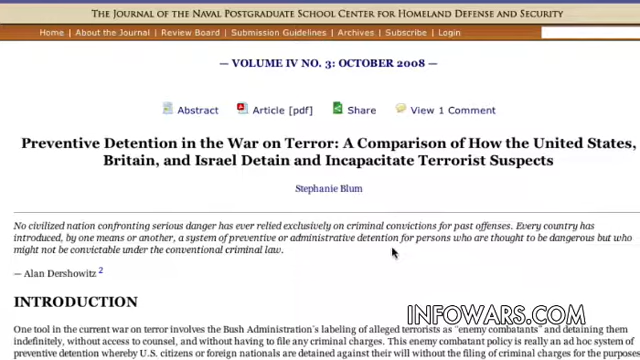 THE JOURNAL OF THE NAVAL POSTGRADUATE SCHOOL CENTER FOR HOMELAND DEFENSE AND SECURITY
Home | About the Journal | Review Board | Submission Guidelines | Archives | Subscribe | Login
— VOLUME IV NO. 3: OCTOBER 2008 —
Abstract Article [pdf] Share View 1 Comment
Preventive Detention in the War on Terror: A Comparison of How the United States,
Britain, and Israel Detain and Incapacitate Terrorist Suspects
Stephanie Blum
No civilized nation confronting serious danger has ever relied exclusively on criminal convictions for past offenses. Every country has
introduced, by one means or another, a system of preventive or administrative detention for persons who are thought to be dangerous but who
might not be convictable under the conventional criminal law.
— Alan Dershowitz 2
INTRODUCTION
INFOWARS.COM
One tool in the current war on terror involves the Bush Administration's labeling of alleged terrorists as "enemy combatants" and detaining them
indefinitely, without access to counsel, and without having to file any criminal charges. This enemy combatant policy is really an ad hoc system of
preventive detention whereby U.S. citizens or foreign nationals are detained against their will without the filing of criminal charges for the purposes